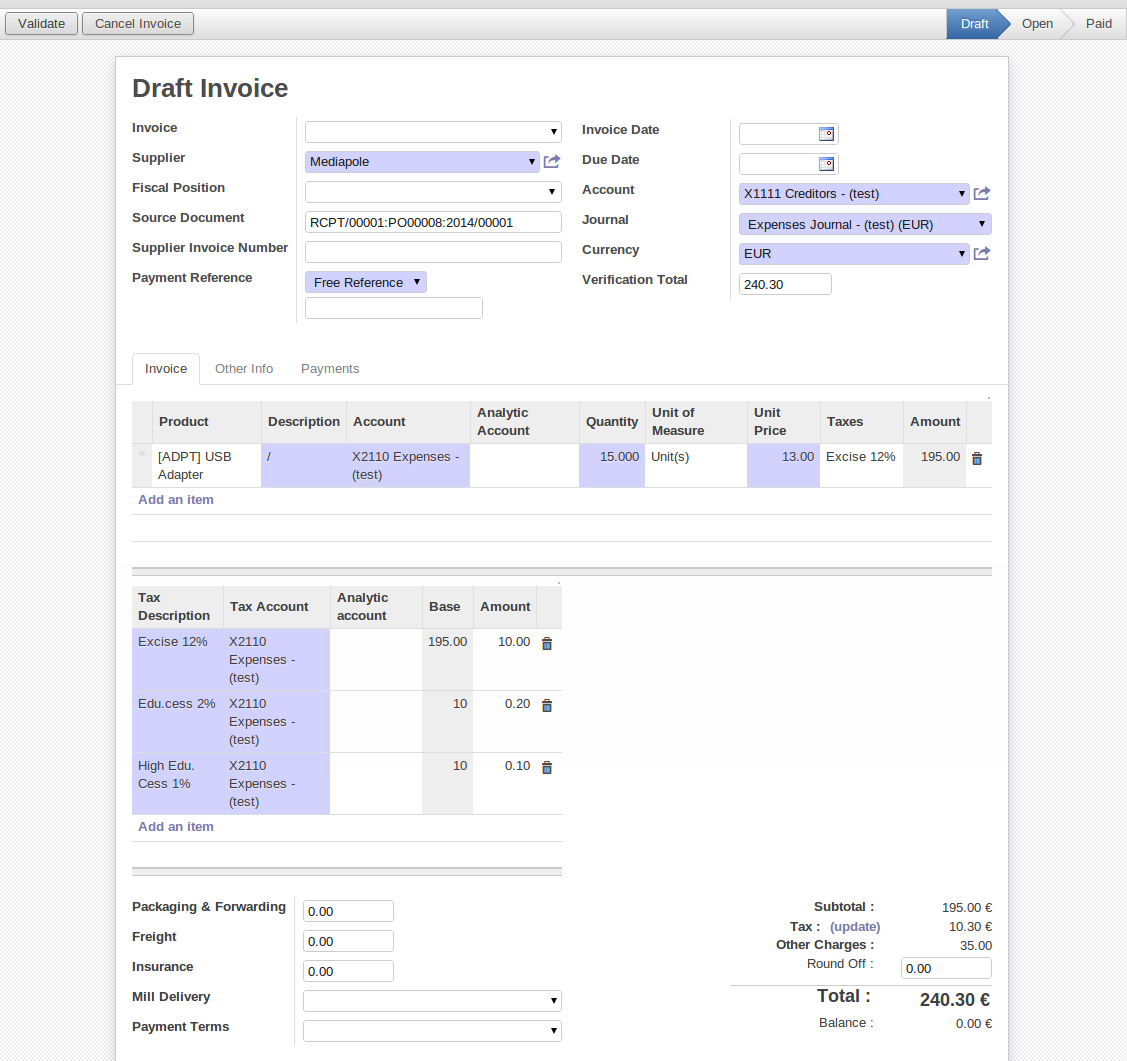 Validate Cancel Invoice Draft Open Paid
Draft Invoice
Invoice
Supplier Mediapole
Fiscal Position
Source Document RCPT/00001:PO00008:2014/00001
Supplier Invoice Number
Payment Reference Free Reference
Invoice Date
Due Date
Account X1111 Creditors - (test)
Journal Expenses Journal - (test) (EUR)
Currency EUR
Verification Total 240.30
Invoice Other Info Payments
Product Description Account Analytic Account Quantity Unit of Measure Unit Price Taxes Amount
[ADPT] USB Adapter / X2110 Expenses - (test) 15.000 Unit(s) 13.00 Excise 12% 195.00
Add an item
Tax Description Tax Account Analytic account Base Amount
Excise 12% X2110 Expenses - (test) 195.00 10.00
Edu.cess 2% X2110 Expenses - (test) 10 0.20
High Edu. Cess 1% X2110 Expenses - (test) 10 0.10
Add an item
Packaging & Forwarding 0.00
Freight 0.00
Insurance 0.00
Mill Delivery
Payment Terms
Subtotal : 195.00 €
Tax : (update) 10.30 €
Other Charges : 35.00
Round Off : 0.00
Total : 240.30 €
Balance : 0.00 €